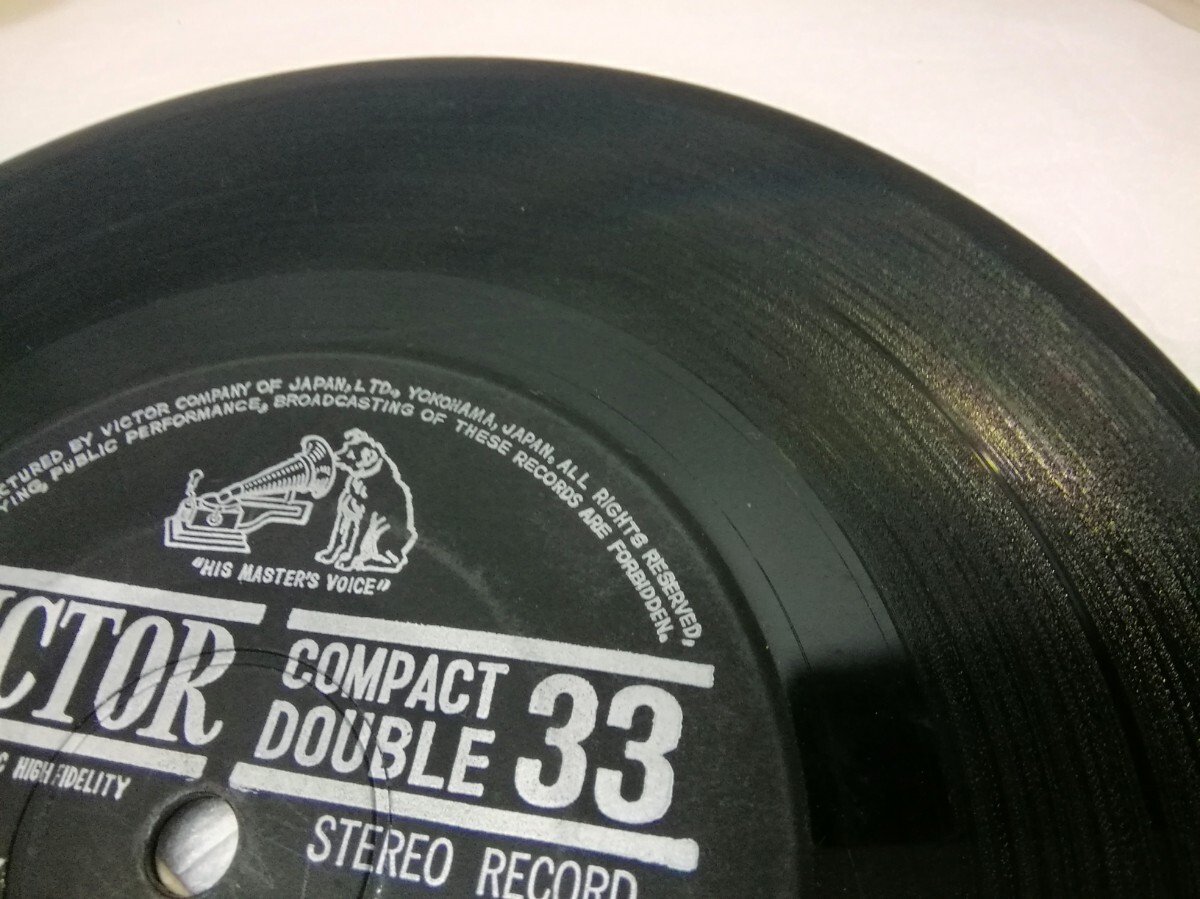 CTURED BY VICTOR COMPANY OF JAPAN, LTD., YOKOHAMA, JAPAN. ALL RIGHTS RESERVED,
YING, PUBLIC PERFORMANCE, BROADCASTING OF THESE RECORDS ARE FORBIDDEN.
"HIS MASTER'S VOICE"
CTOR
COMPACT
DOUBLE 33
C HIGH FIDELITY
STEREO RECORD